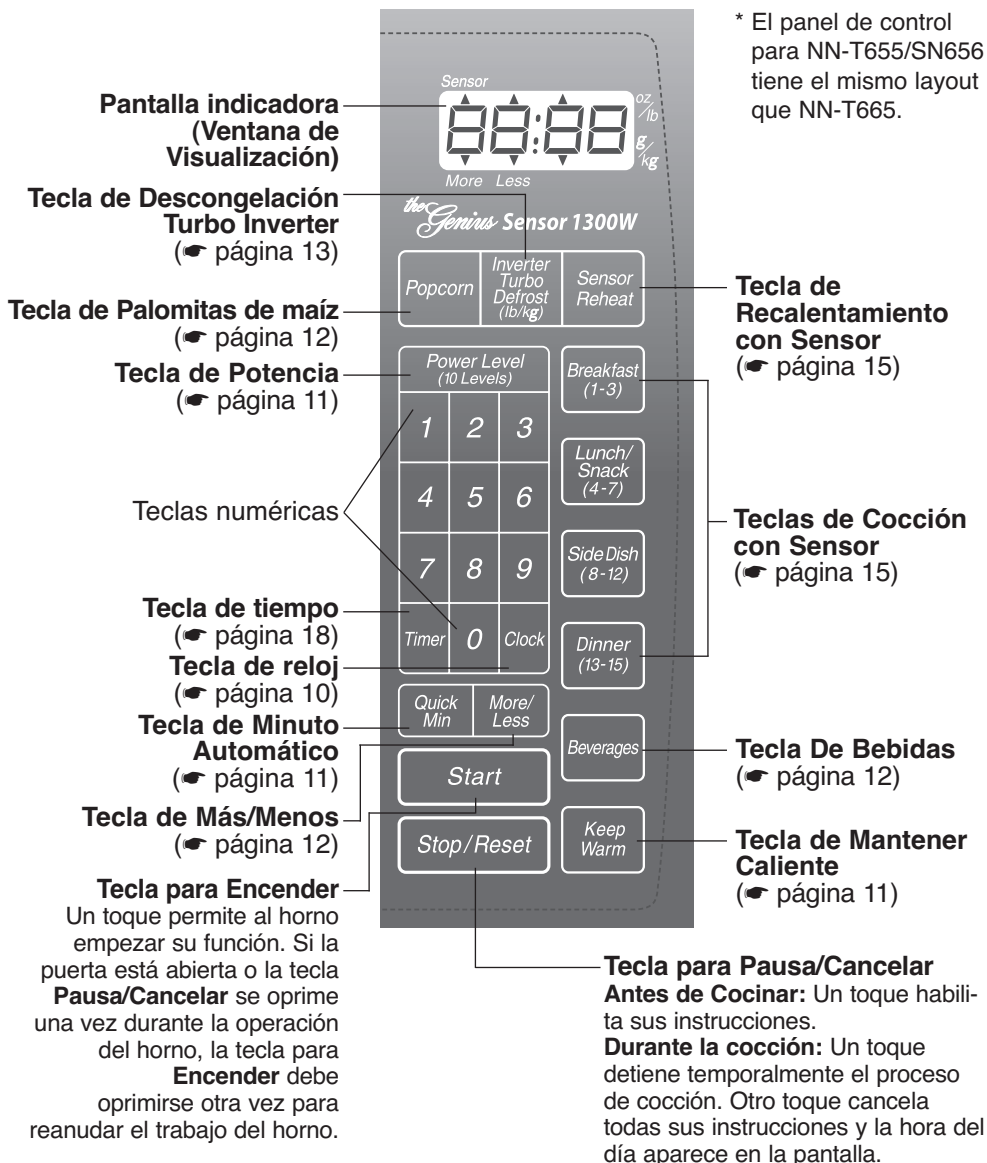 * El panel de control
para NN-T655/SN656
tiene el mismo layout
que NN-T665.
Pantalla indicadora
(Ventana de
Visualización)
Tecla de Descongelación
Turbo Inverter
(☛ página 13)
Tecla de Palomitas de maíz
(☛ página 12)
Tecla de Potencia
(☛ página 11)
Teclas numéricas
Tecla de tiempo
(☛ página 18)
Tecla de reloj
(☛ página 10)
Tecla de Minuto
Automático
(☛ página 11)
Tecla de Más/Menos
(☛ página 12)
Tecla para Encender
Un toque permite al horno
empezar su función. Si la
puerta está abierta o la tecla
Pausa/Cancelar se oprime
una vez durante la operación
del horno, la tecla para
Encender debe
oprimirse otra vez para
reanudar el trabajo del horno.
Sensor
88:88
oz/lb
g/kg
More Less
the Genius Sensor 1300W
Popcorn
Inverter
Turbo
Defrost
(lb/kg)
Sensor
Reheat
Power Level
(10 Levels)
1 2 3
4 5 6
7 8 9
Timer 0 Clock
Quick
Min
More/
Less
Start
Stop/Reset
Breakfast
(1-3)
Lunch/
Snack
(4-7)
Side Dish
(8-12)
Dinner
(13-15)
Beverages
Keep
Warm
Tecla de
Recalentamiento
con Sensor
(☛ página 15)
Teclas de Cocción
con Sensor
(☛ página 15)
Tecla De Bebidas
(☛ página 12)
Tecla de Mantener
Caliente
(☛ página 11)
Tecla para Pausa/Cancelar
Antes de Cocinar: Un toque habili-
ta sus instrucciones.
Durante la cocción: Un toque
detiene temporalmente el proceso
de cocción. Otro toque cancela
todas sus instrucciones y la hora del
día aparece en la pantalla.